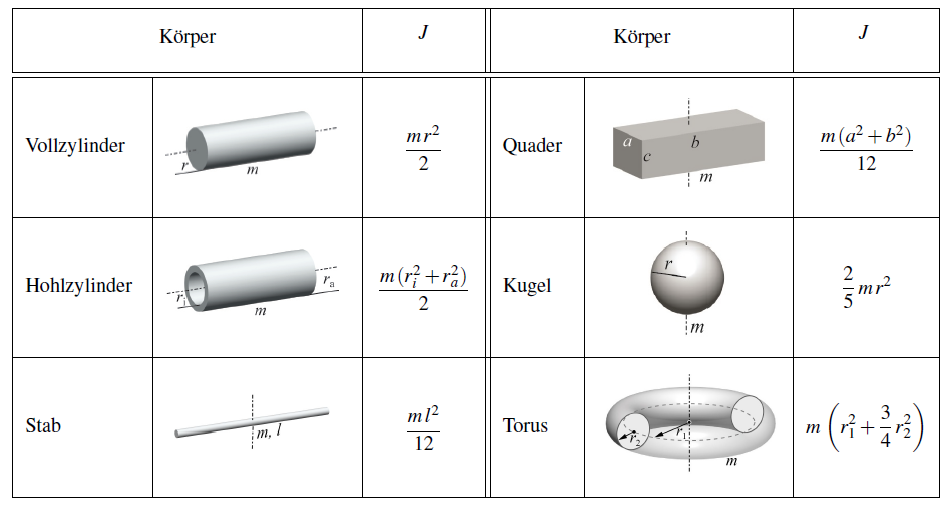 Körper J Körper J
Vollzylinder r m \frac{mr^2}{2} Quader a b c m \frac{m(a^2+b^2)}{12}
Hohlzylinder r_i r_a m \frac{m(r_i^2+r_a^2)}{2} Kugel r m \frac{2}{5}mr^2
Stab m, l \frac{ml^2}{12} Torus r_2 r_1 m m\left(r_1^2+\frac{3}{4}r_2^2\right)